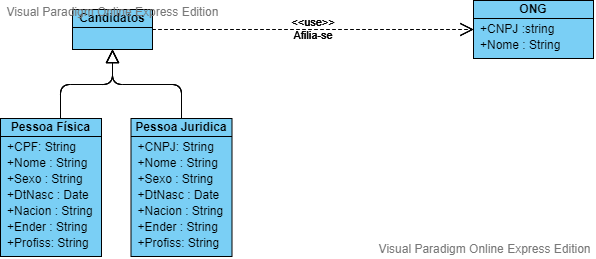 Visual Paradigm Online Express Edition
Candidatos
<<use>>
Afilia-se
ONG
+CNPJ :string
+Nome : String
Pessoa Física
+CPF: String
+Nome : String
+Sexo : String
+DtNasc : Date
+Nacion : String
+Ender : String
+Profiss: String
Pessoa Juridica
+CNPJ: String
+Nome : String
+Sexo : String
+DtNasc : Date
+Nacion : String
+Ender : String
+Profiss: String
Visual Paradigm Online Express Edition